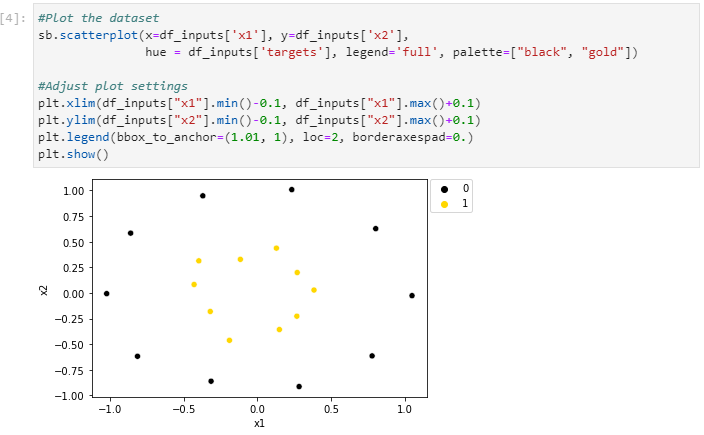 [4]: #Plot the dataset
sb.scatterplot(x=df_inputs['x1'], y=df_inputs['x2'],
hue = df_inputs['targets'], legend='full', palette=["black", "gold"])
#Adjust plot settings
plt.xlim(df_inputs["x1"].min()-0.1, df_inputs["x1"].max()+0.1)
plt.ylim(df_inputs["x2"].min()-0.1, df_inputs["x2"].max()+0.1)
plt.legend(bbox_to_anchor=(1.01, 1), loc=2, borderaxespad=0.)
plt.show()
0
1
1.00
0.75
0.50
0.25
0.00
−0.25
−0.50
−0.75
−1.00
x2
−1.0 −0.5 0.0 0.5 1.0
x1